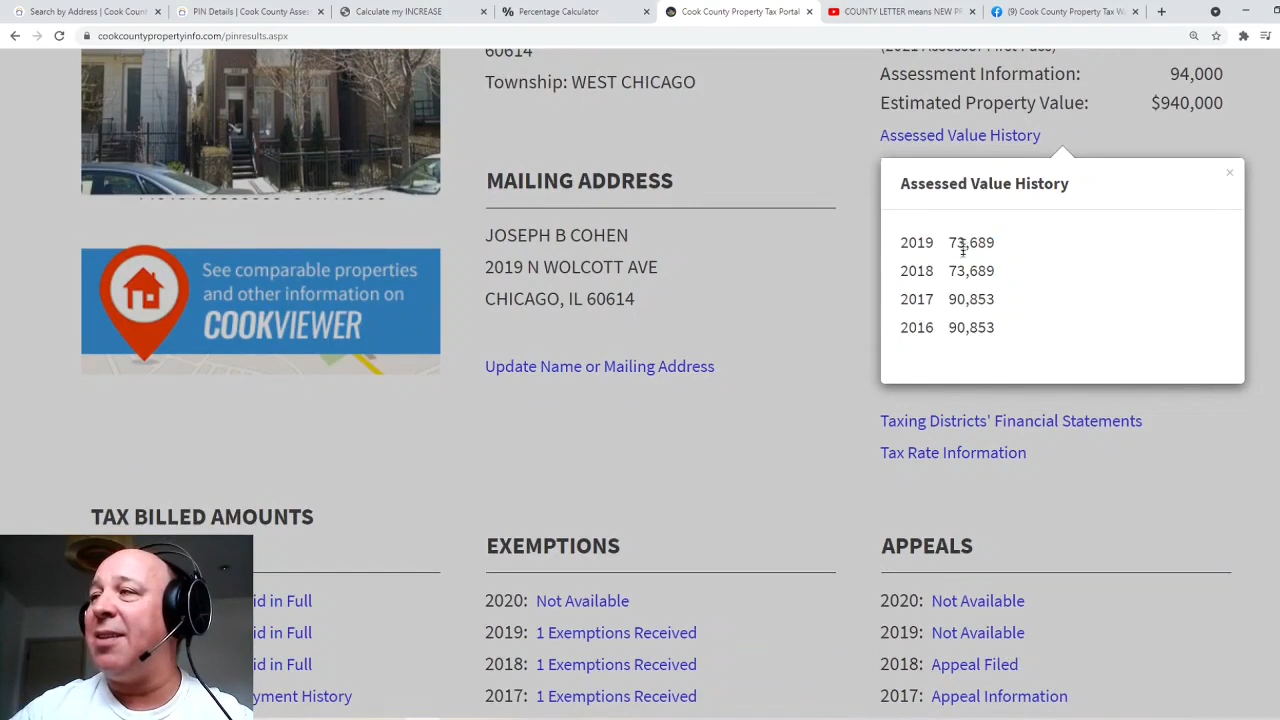 Search by Address | Cook Count
PIN Details | Cook County Asses
Calculate my INCREASE
Percentage Calculator
Cook County Property Tax Portal
COUNTY LETTER means NEW PR
(9) Cook County Property Tax W
cookcountypropertyinfo.com/pinresults.aspx
60614
Township: WEST CHICAGO
(2021 Assessor First Pass)
Assessment Information: 94,000
Estimated Property Value: $940,000
Assessed Value History
Assessed Value History
2019 73,689
2018 73,689
2017 90,853
2016 90,853
MAILING ADDRESS
JOSEPH B COHEN
2019 N WOLCOTT AVE
CHICAGO, IL 60614
Update Name or Mailing Address
See comparable properties
and other information on
COOKVIEWER
Taxing Districts' Financial Statements
Tax Rate Information
TAX BILLED AMOUNTS
id in Full
id in Full
id in Full
yment History
EXEMPTIONS
2020: Not Available
2019: 1 Exemptions Received
2018: 1 Exemptions Received
2017: 1 Exemptions Received
APPEALS
2020: Not Available
2019: Not Available
2018: Appeal Filed
2017: Appeal Information